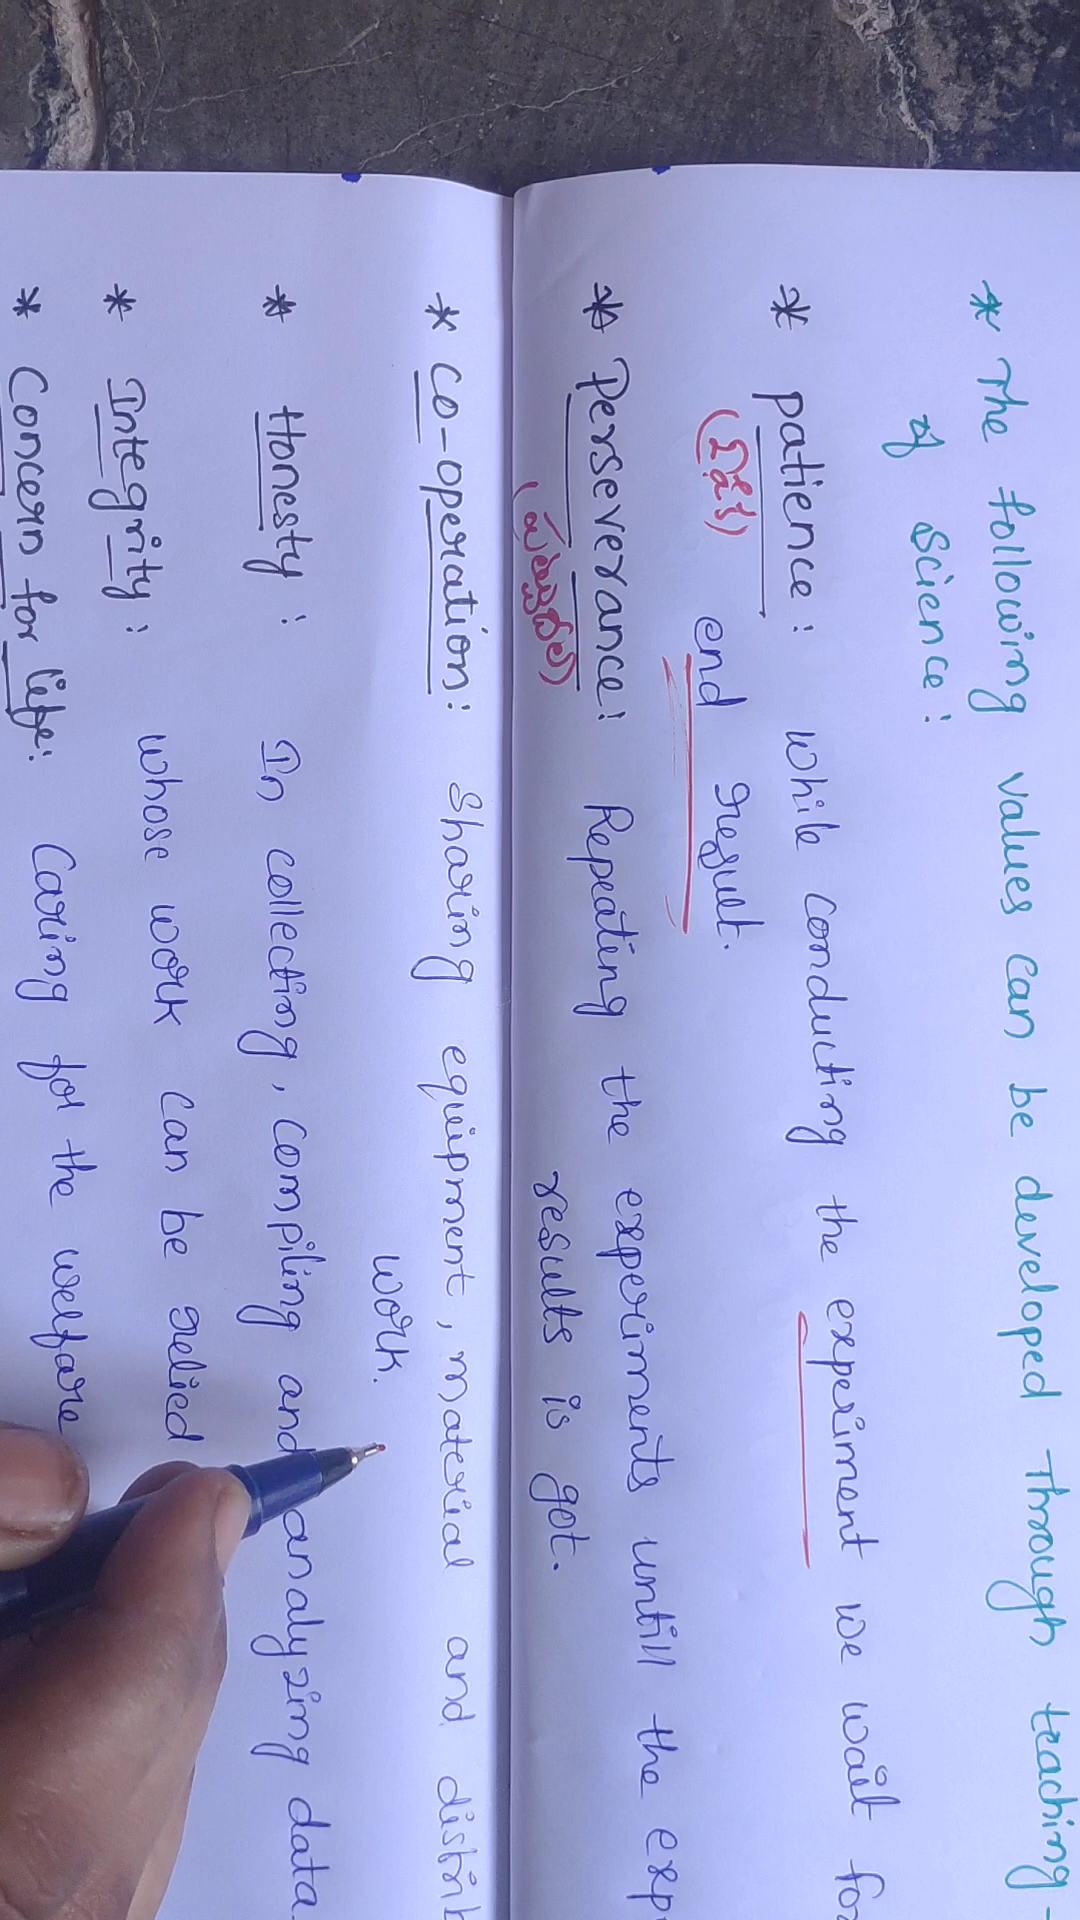 * The following values can be developed Through teaching-
of Science:
* patience: while conducting the experiment we wait for
end result.
* Perseverance: Repeating the experiments untill the exp
results is got.
* co-operation: sharing equipment, material and distrib
work.
* Honesty: In collecting, compiling and analyzing data.
* Integrity: whose work can be relied
* Concern for life: Caring for the welfare